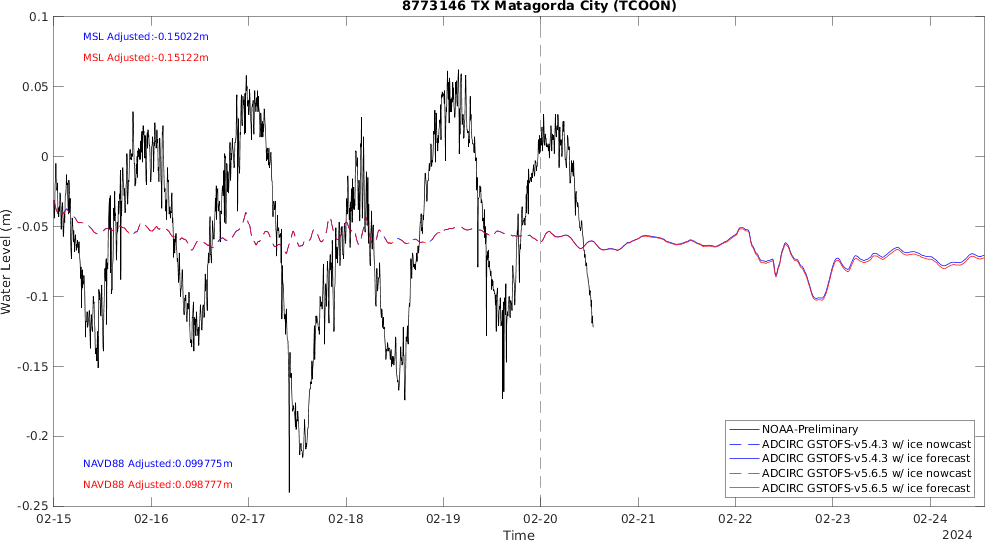 8773146 TX Matagorda City (TCOON)
MSL Adjusted:-0.15022m
MSL Adjusted:-0.15122m
0.1
0.05
0
-0.05
-0.1
-0.15
-0.2
-0.25
Water Level (m)
NAVD88 Adjusted:0.099775m
NAVD88 Adjusted:0.098777m
NOAA-Preliminary
ADCIRC GSTOFS-v5.4.3 w/ ice nowcast
ADCIRC GSTOFS-v5.4.3 w/ ice forecast
ADCIRC GSTOFS-v5.6.5 w/ ice nowcast
ADCIRC GSTOFS-v5.6.5 w/ ice forecast
02-15 02-16 02-17 02-18 02-19 02-20 02-21 02-22 02-23 02-24
Time
2024